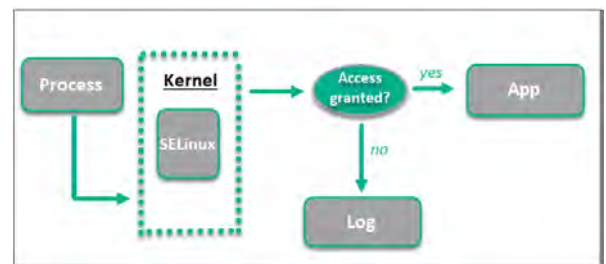 Process
Kernel
SELinux
Access
granted?
yes
App
no
Log